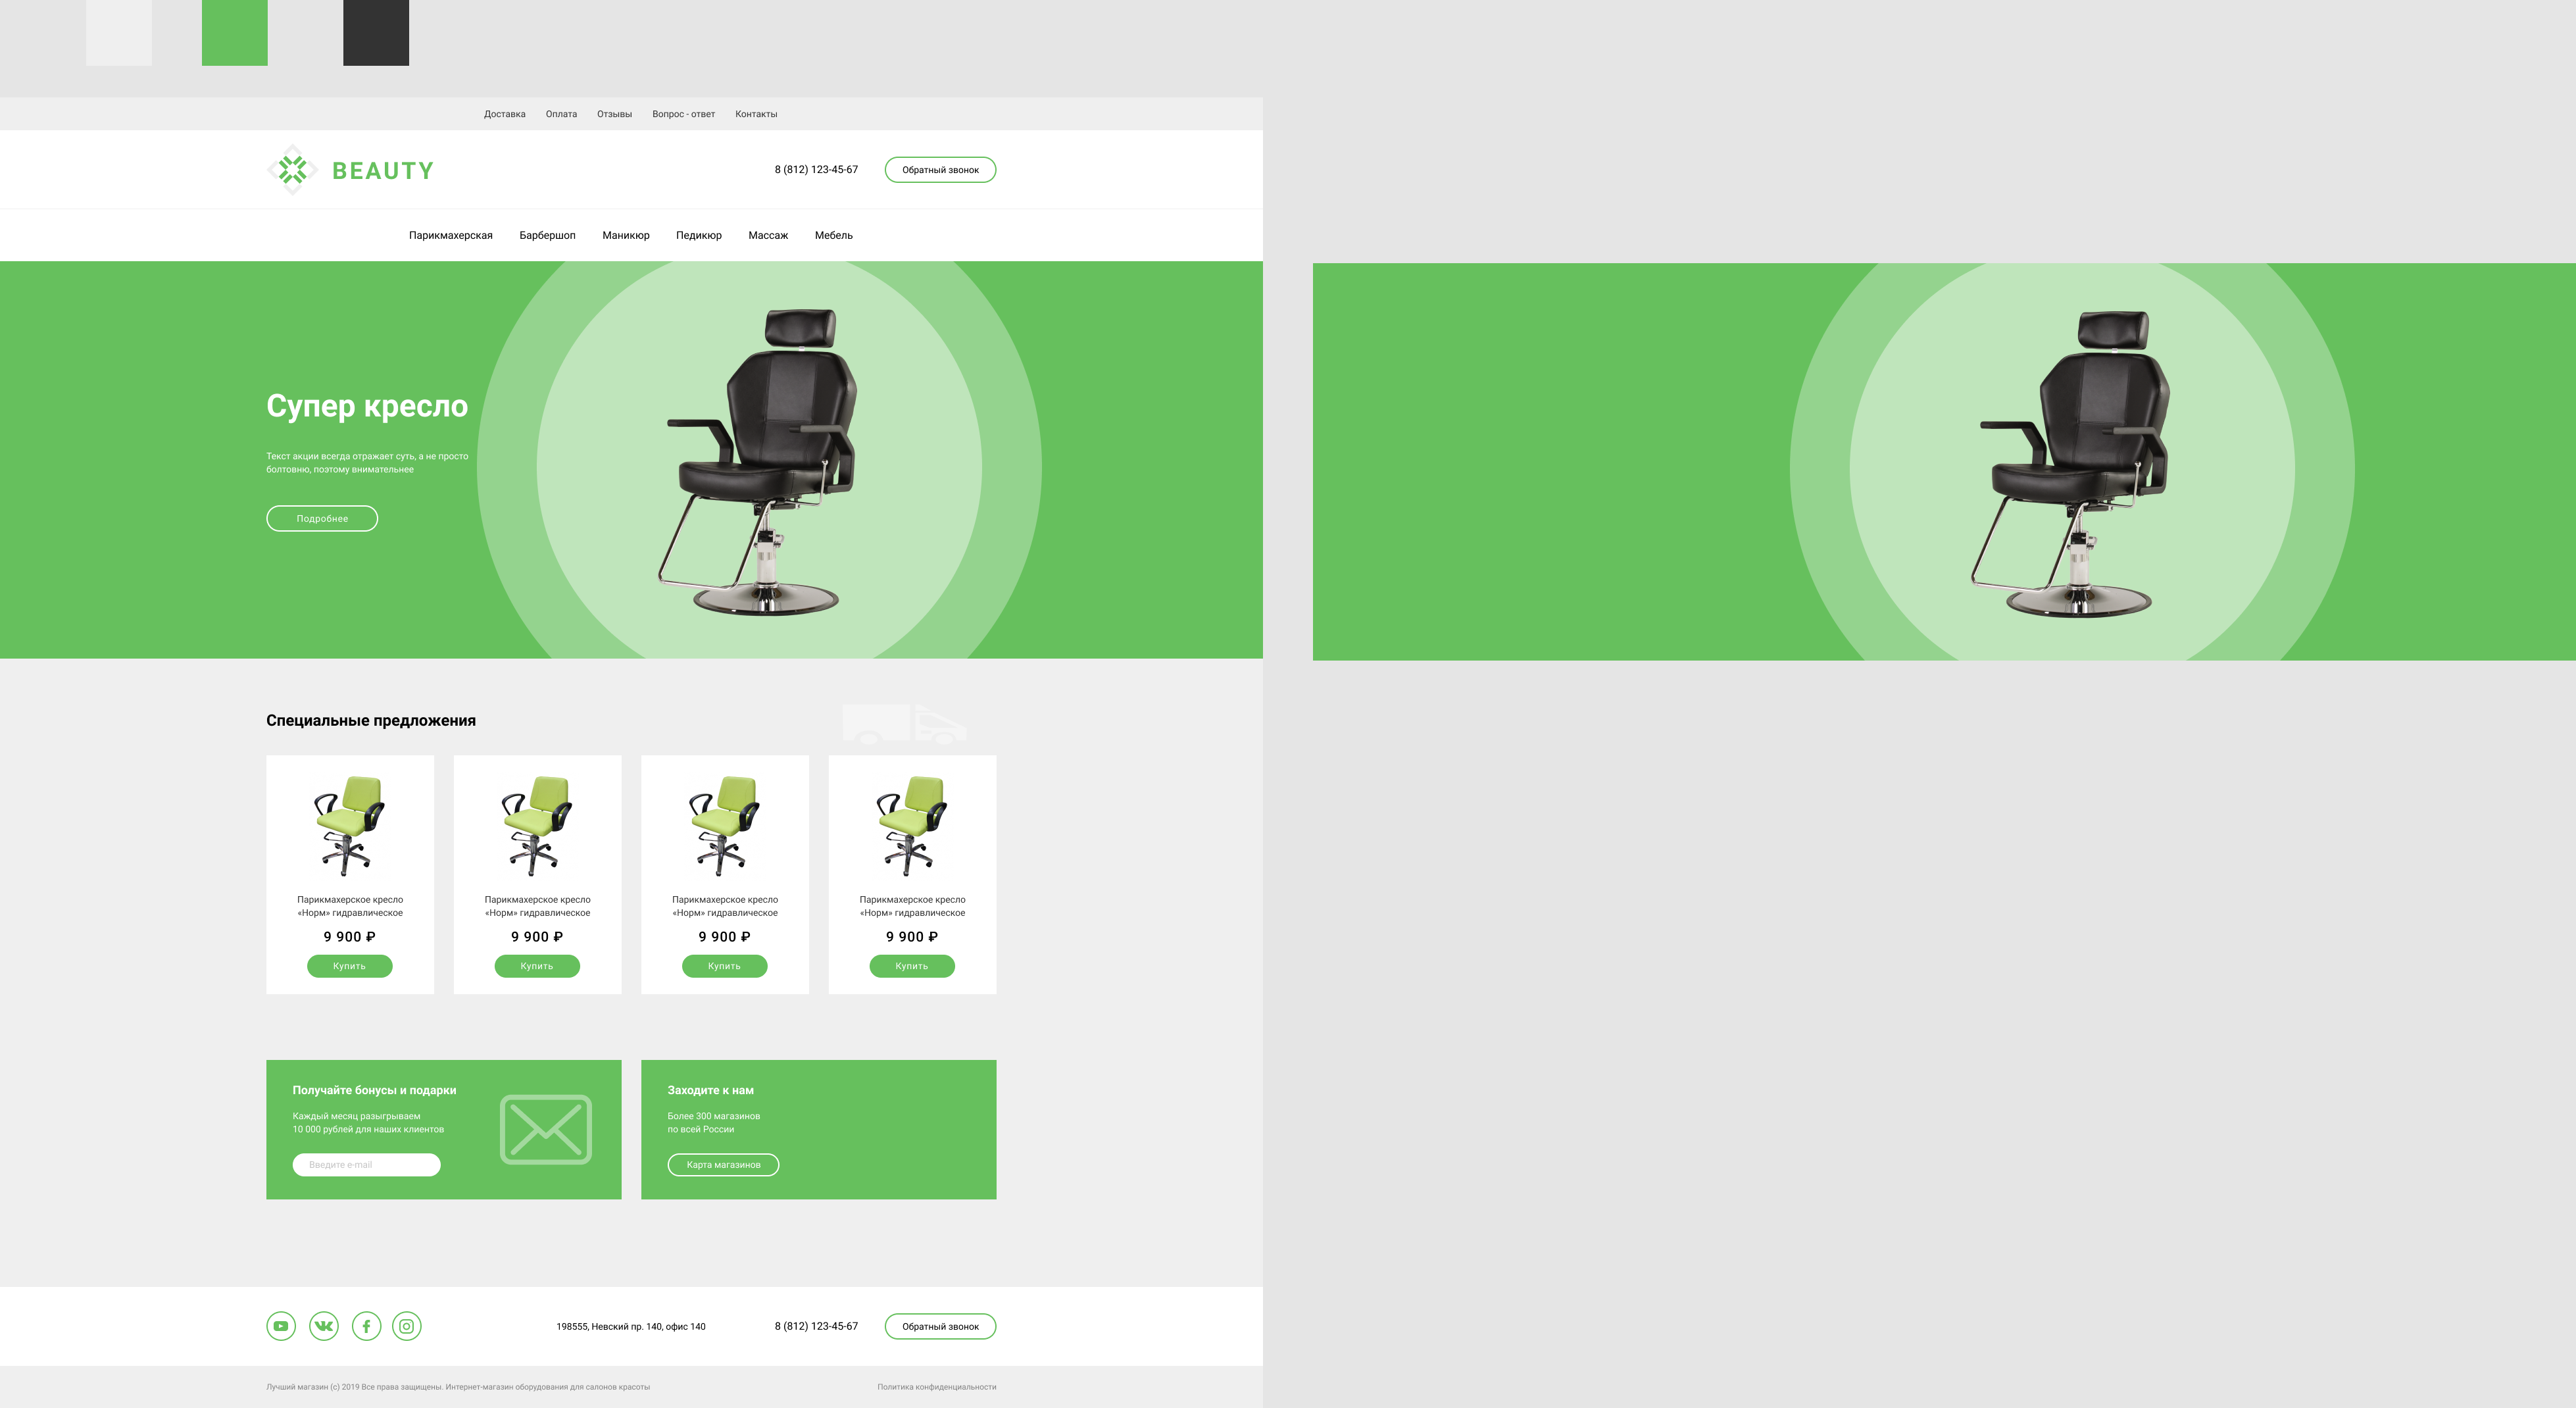 Доставка Оплата Отзывы Вопрос - ответ Контакты
BEAUTY
8 (812) 123-45-67
Обратный звонок
Парикмахерская Барбершоп Маникюр Педикюр Массаж Мебель
Супер кресло
Текст акции всегда отражает суть, а не просто
болтовню, поэтому внимательнее
Подробнее
Специальные предложения
Парикмахерское кресло
«Норм» гидравлическое
9 900 ₽
Купить
Парикмахерское кресло
«Норм» гидравлическое
9 900 ₽
Купить
Парикмахерское кресло
«Норм» гидравлическое
9 900 ₽
Купить
Парикмахерское кресло
«Норм» гидравлическое
9 900 ₽
Купить
Получайте бонусы и подарки
Каждый месяц разыгрываем
10 000 рублей для наших клиентов
Введите e-mail
Заходите к нам
Более 300 магазинов
по всей России
Карта магазинов
198555, Невский пр. 140, офис 140
8 (812) 123-45-67
Обратный звонок
Лучший магазин (с) 2019 Все права защищены. Интернет-магазин оборудования для салонов красоты
Политика конфиденциальности